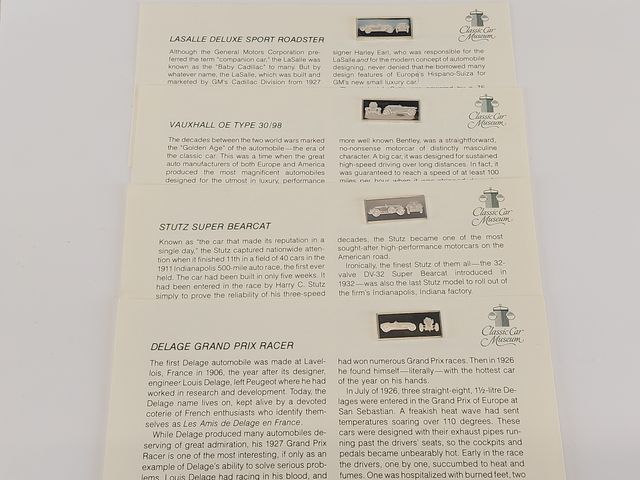 LASALLE DELUXE SPORT ROADSTER
Classic Car
Museum
Although the General Motors Corporation pre-
ferred the term "companion car," the LaSalle was
known as the "Baby Cadillac" to many. But by
whatever name, the LaSalle, which was built and
marketed by GM's Cadillac Division from 1927
signer Harley Earl, who was responsible for the
LaSalle and for the modern concept of automobile
designing, never denied that he borrowed many
design features of Europe's Hispano-Suiza for
GM's new small luxury car.
VAUXHALL OE TYPE 30/98
Classic Car
Museum
The decades between the two world wars marked
the "Golden Age" of the automobile—the era of
the classic car. This was a time when the great
auto manufacturers of both Europe and America
produced the most magnificent automobiles
designed for the utmost in luxury, performance
more well known Bentley, was a straightforward,
no-nonsense motorcar of distinctly masculine
character. A big car, it was designed for sustained
high-speed driving over long distances. In fact, it
was guaranteed to reach a speed of at least 100
miles per hour when it was
STUTZ SUPER BEARCAT
Classic Car
Museum
Known as "the car that made its reputation in a
single day," the Stutz captured nationwide atten-
tion when it finished 11th in a field of 40 cars in the
1911 Indianapolis 500-mile auto race, the first ever
held. The car had been built in only five weeks. It
had been entered in the race by Harry C. Stutz
simply to prove the reliability of his three-speed
decades, the Stutz became one of the most
sought-after high-performance motorcars on the
American road.
Ironically, the finest Stutz of them all—the 32-
valve DV-32 Super Bearcat introduced in
1932—was also the last Stutz model to roll out of
the firm's Indianapolis, Indiana factory.
DELAGE GRAND PRIX RACER
Classic Car
Museum
The first Delage automobile was made at Level-
lois, France in 1906, the year after its designer,
engineer Louis Delage, left Peugeot where he had
worked in research and development. Today, the
Delage name lives on, kept alive by a devoted
coterie of French enthusiasts who identify them-
selves as Les Amis de Delage en France.
While Delage produced many automobiles de-
serving of great admiration, his 1927 Grand Prix
Racer is one of the most interesting, if only as an
example of Delage's ability to solve serious prob-
lems. Louis Delage had racing in his blood, and
had won numerous Grand Prix races. Then in 1926
he found himself—literally—with the hottest car
of the year on his hands.
In July of 1926, three straight-eight, 1½-litre De-
lages were entered in the Grand Prix of Europe at
San Sebastian. A freakish heat wave had sent
temperatures soaring over 110 degrees. These
cars were designed with their exhaust pipes run-
ning past the drivers' seats, so the cockpits and
pedals became unbearably hot. Early in the race
the drivers, one by one, succumbed to heat and
fumes. One was hospitalized with burned feet, two